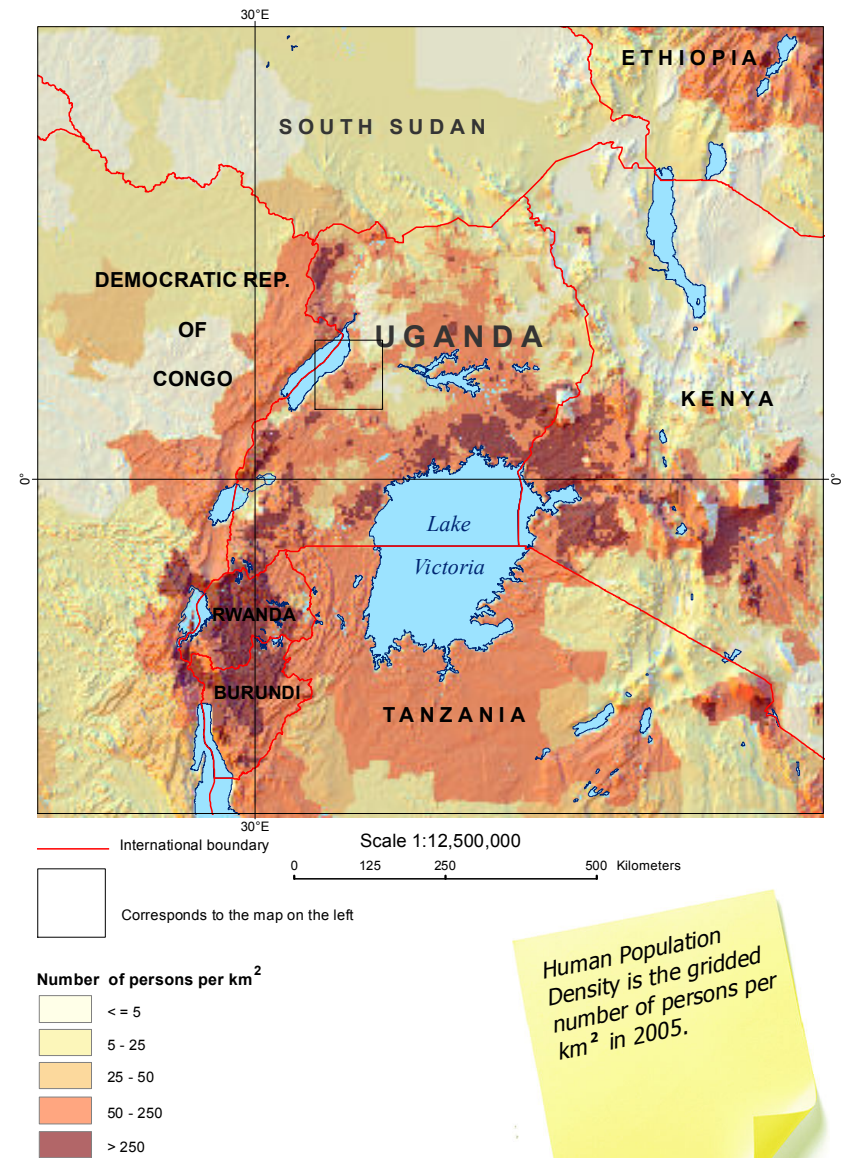 30°E
ETHIOPIA
SOUTH SUDAN
DEMOCRATIC REP.
OF
CONGO
UGANDA
KENYA
0°
0°
Lake
Victoria
RWANDA
BURUNDI
TANZANIA
30°E
International boundary
Scale 1:12,500,000
0 125 250 500 Kilometers
Corresponds to the map on the left
Number of persons per km²
< = 5
5 - 25
25 - 50
50 - 250
> 250
Human Population
Density is the gridded
number of persons per
km² in 2005.